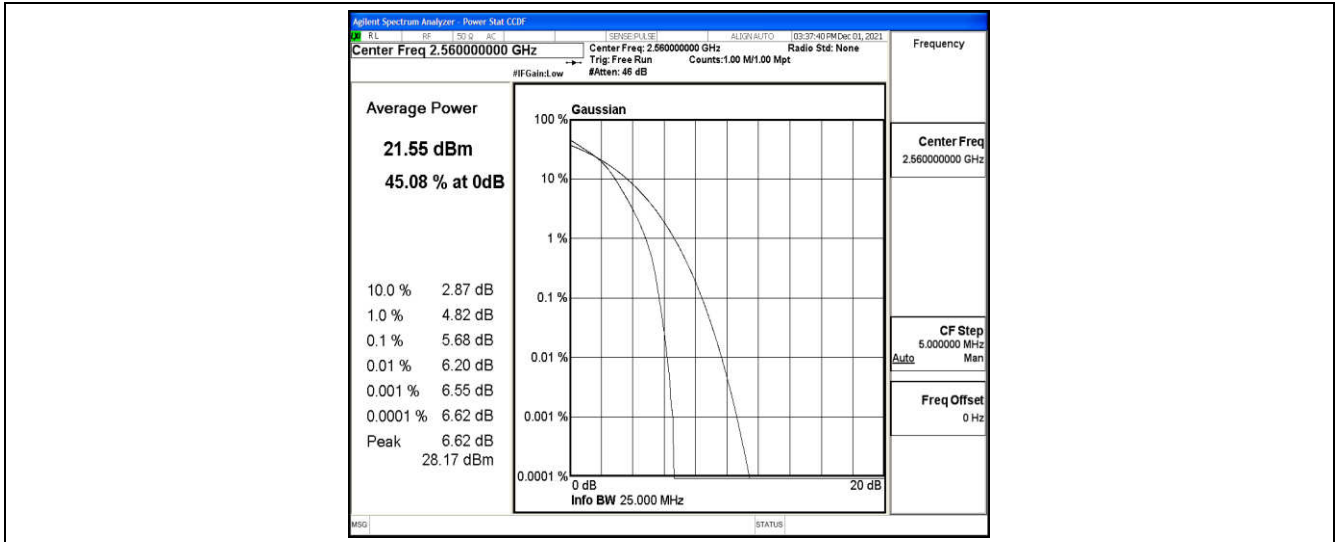 Agilent Spectrum Analyzer - Power Stat CCDF
RL RF 50 Ω AC SENSE:PULSE ALIGN AUTO 03:37:40 PM Dec 01, 2021
Center Freq 2.560000000 GHz
Center Freq: 2.560000000 GHz Radio Std: None
Trig: Free Run Counts:1.00 M/1.00 Mpt
#IFGain:Low #Atten: 46 dB
Frequency
Average Power
21.55 dBm
45.08 % at 0dB
10.0 % 2.87 dB
1.0 % 4.82 dB
0.1 % 5.68 dB
0.01 % 6.20 dB
0.001 % 6.55 dB
0.0001 % 6.62 dB
Peak 6.62 dB
28.17 dBm
Gaussian
100 %
10 %
1 %
0.1 %
0.01 %
0.001 %
0.0001 %
0 dB 20 dB
Info BW 25.000 MHz
Center Freq
2.560000000 GHz
CF Step
5.000000 MHz
Auto Man
Freq Offset
0 Hz
MSG STATUS